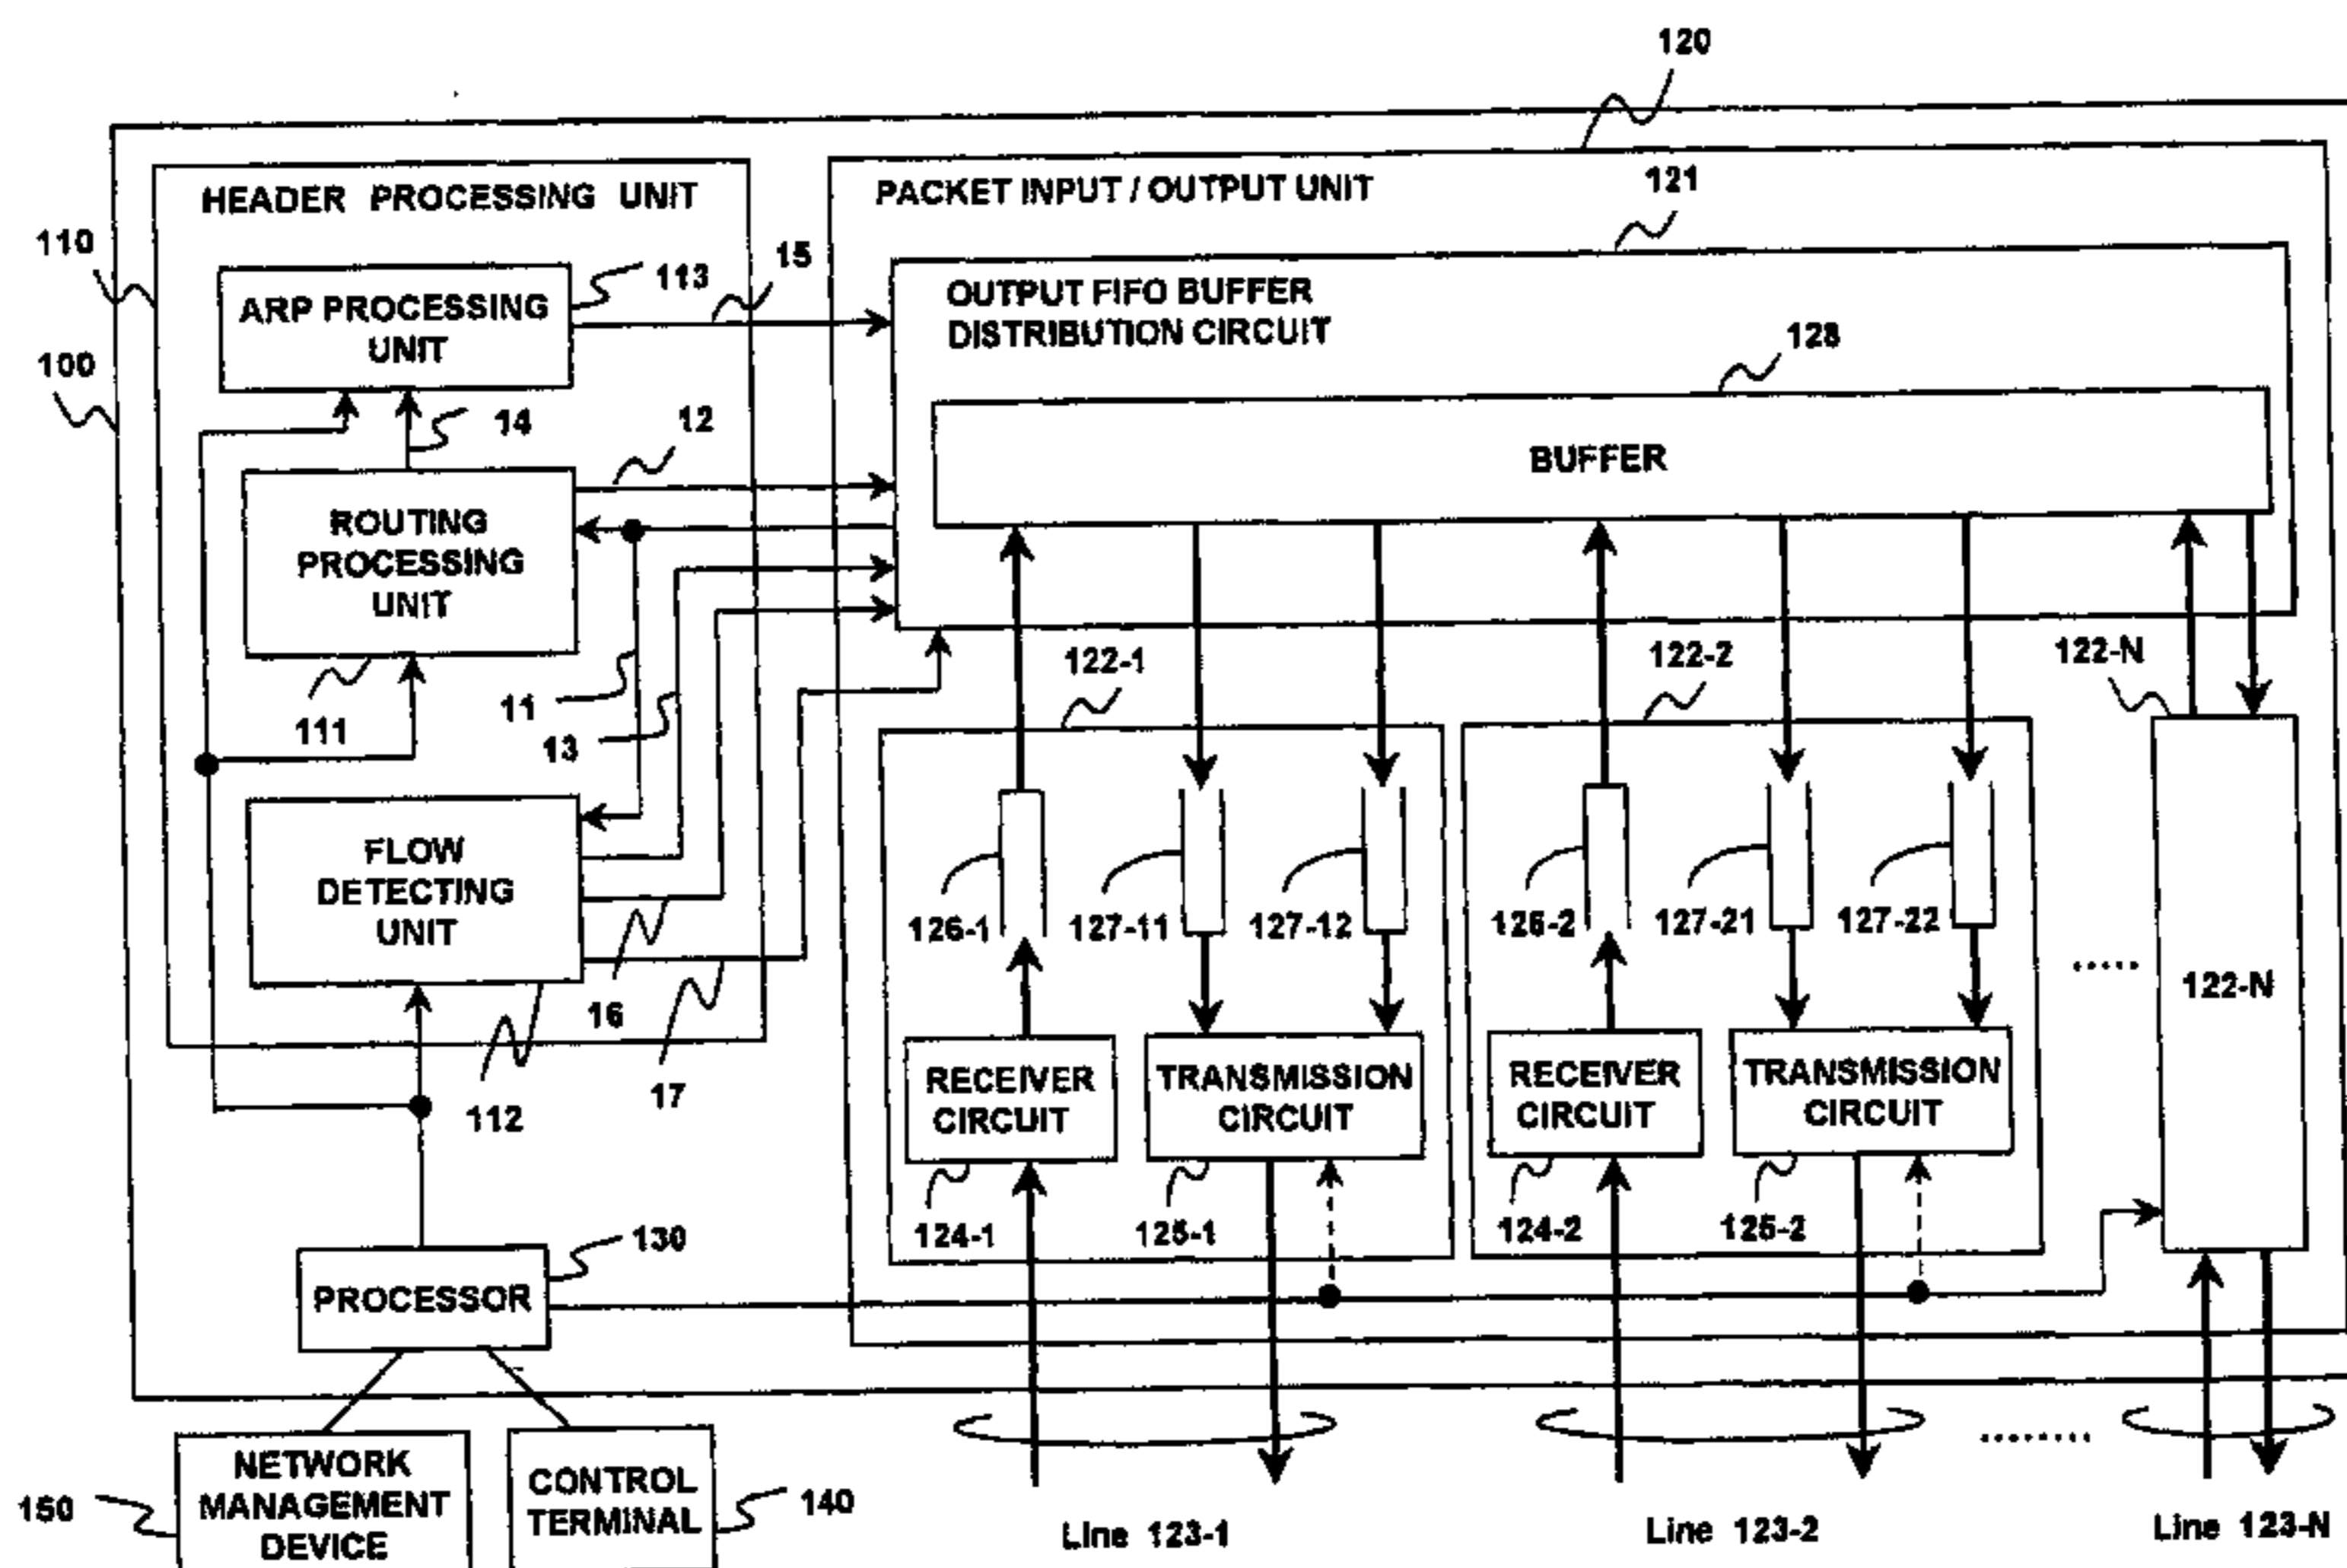 120
HEADER PROCESSING UNIT
PACKET INPUT / OUTPUT UNIT
121
110
113
15
ARP PROCESSING
UNIT
OUTPUT FIFO BUFFER
DISTRIBUTION CIRCUIT
128
100
14
12
BUFFER
ROUTING
PROCESSING
UNIT
111
11
13
122-1
122-2
122-N
FLOW
DETECTING
UNIT
126-1
127-11
127-12
126-2
127-21
127-22
.....
122-N
16
17
112
RECEIVER
CIRCUIT
TRANSMISSION
CIRCUIT
RECEIVER
CIRCUIT
TRANSMISSION
CIRCUIT
124-1
125-1
124-2
125-2
130
PROCESSOR
NETWORK
MANAGEMENT
DEVICE
150
CONTROL
TERMINAL
140
........
Line 123-1
Line 123-2
Line 123-N